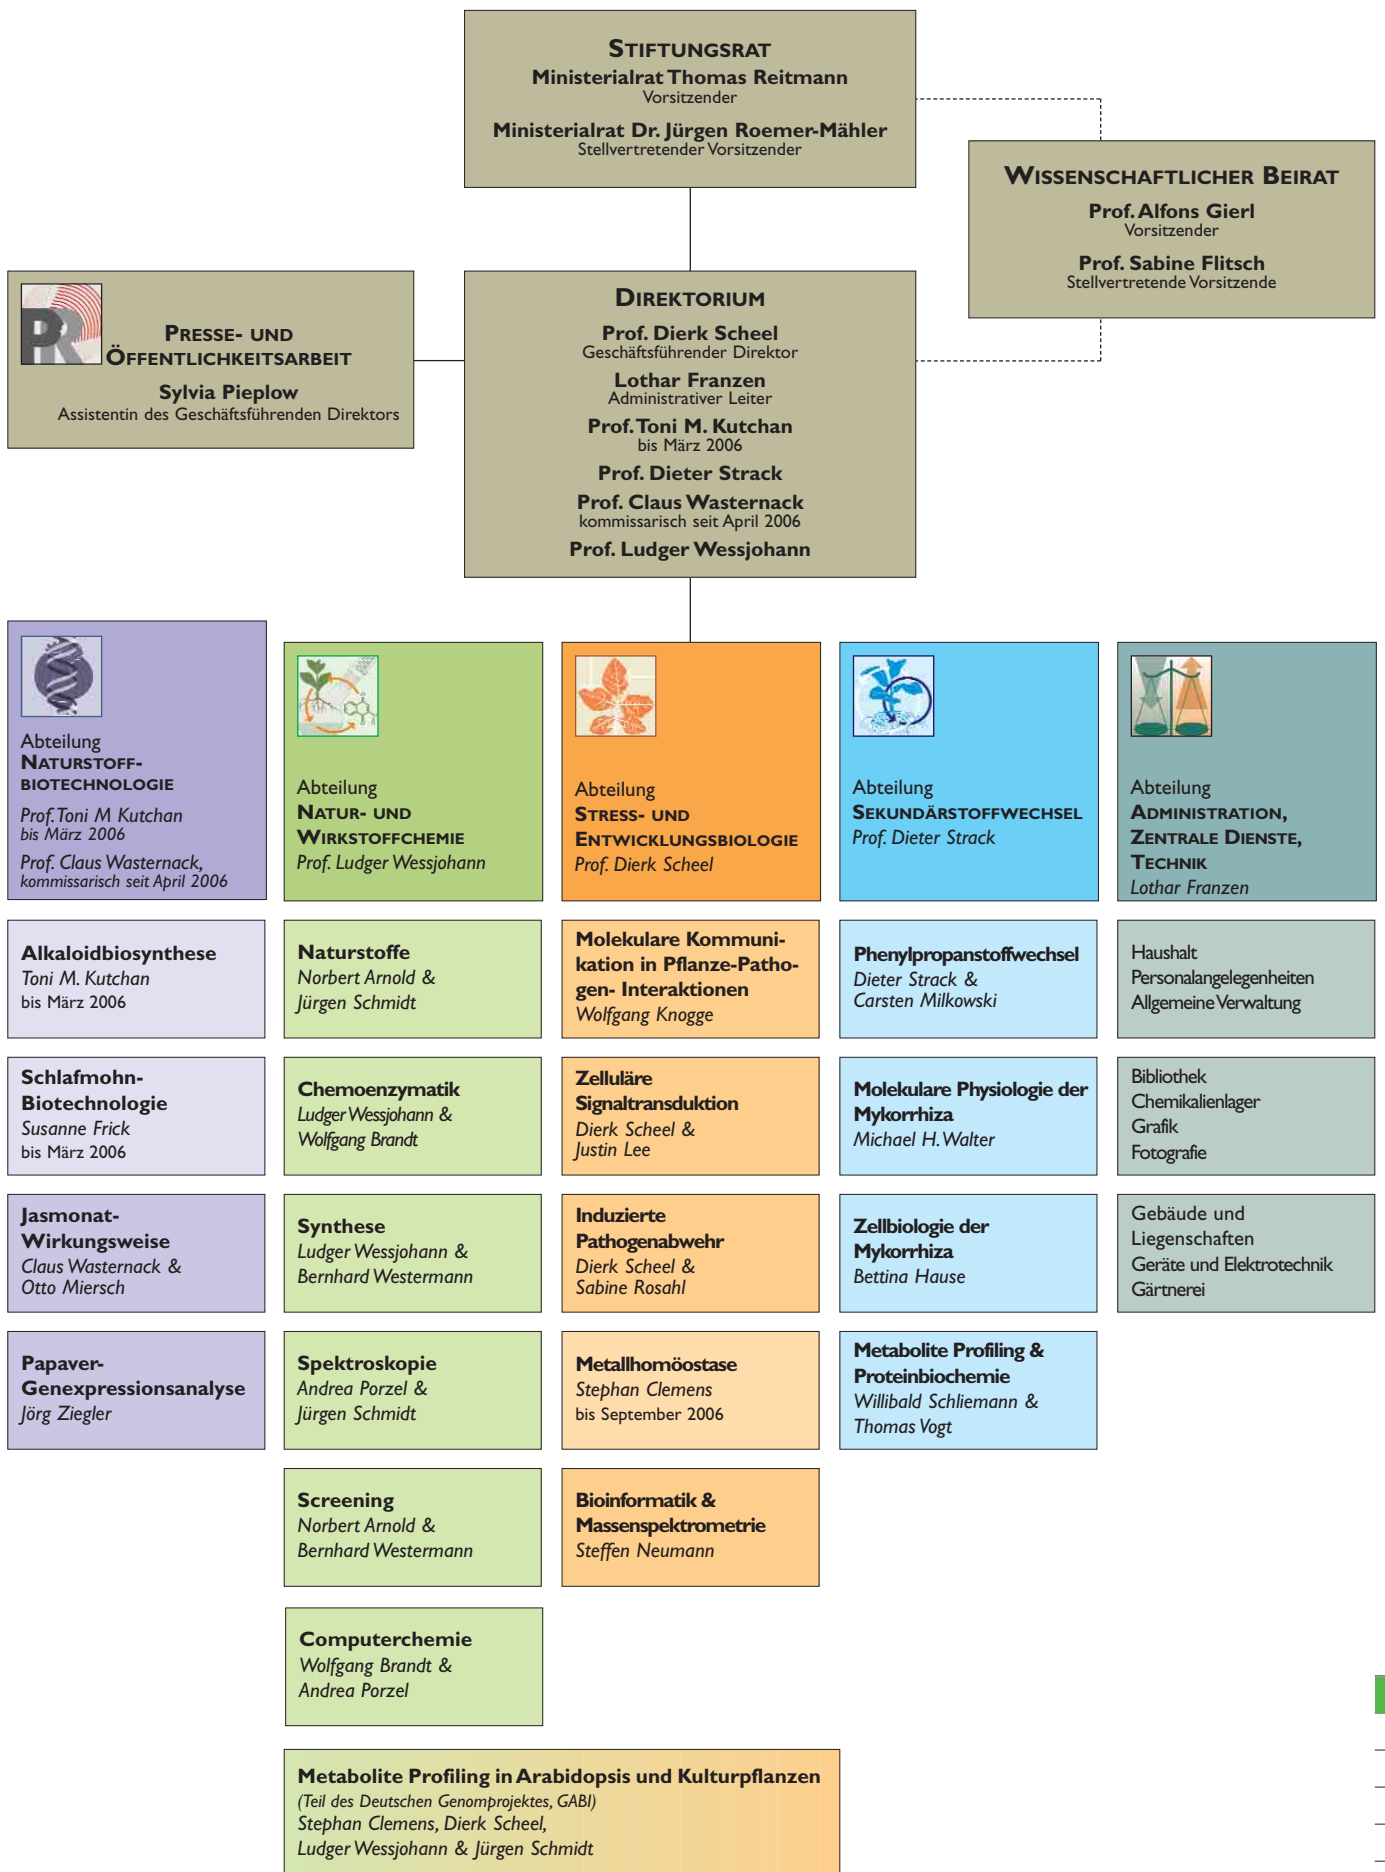 STIFTUNGSRAT
Ministerialrat Thomas Reitmann
Vorsitzender
Ministerialrat Dr. Jürgen Roemer-Mähler
Stellvertretender Vorsitzender
WISSENSCHAFTLICHER BEIRAT
Prof. Alfons Gierl
Vorsitzender
Prof. Sabine Flitsch
Stellvertretende Vorsitzende
PR
PRESSE- UND
ÖFFENTLICHKEITSARBEIT
Sylvia Pieplow
Assistentin des Geschäftsführenden Direktors
DIREKTORIUM
Prof. Dierk Scheel
Geschäftsführender Direktor
Lothar Franzen
Administrativer Leiter
Prof. Toni M. Kutchan
bis März 2006
Prof. Dieter Strack
Prof. Claus Wasternack
kommissarisch seit April 2006
Prof. Ludger Wessjohann
Abteilung
NATURSTOFF-
BIOTECHNOLOGIE
Prof. Toni M Kutchan
bis März 2006
Prof. Claus Wasternack,
kommissarisch seit April 2006
Alkaloidbiosynthese
Toni M. Kutchan
bis März 2006
Schlafmohn-
Biotechnologie
Susanne Frick
bis März 2006
Jasmonat-
Wirkungsweise
Claus Wasternack &
Otto Miersch
Papaver-
Genexpressionsanalyse
Jörg Ziegler
Abteilung
NATUR- UND
WIRKSTOFFCHEMIE
Prof. Ludger Wessjohann
Naturstoffe
Norbert Arnold &
Jürgen Schmidt
Chemoenzymatik
Ludger Wessjohann &
Wolfgang Brandt
Synthese
Ludger Wessjohann &
Bernhard Westermann
Spektroskopie
Andrea Porzel &
Jürgen Schmidt
Screening
Norbert Arnold &
Bernhard Westermann
Computerchemie
Wolfgang Brandt &
Andrea Porzel
Abteilung
STRESS- UND
ENTWICKLUNGSBIOLOGIE
Prof. Dierk Scheel
Molekulare Kommuni-
kation in Pflanze-Patho-
gen- Interaktionen
Wolfgang Knogge
Zelluläre
Signaltransduktion
Dierk Scheel &
Justin Lee
Induzierte
Pathogenabwehr
Dierk Scheel &
Sabine Rosahl
Metallhomöostase
Stephan Clemens
bis September 2006
Bioinformatik &
Massenspektrometrie
Steffen Neumann
Abteilung
SEKUNDÄRSTOFFWECHSEL
Prof. Dieter Strack
Phenylpropanstoffwechsel
Dieter Strack &
Carsten Milkowski
Molekulare Physiologie der
Mykorrhiza
Michael H. Walter
Zellbiologie der
Mykorrhiza
Bettina Hause
Metabolite Profiling &
Proteinbiochemie
Willibald Schliemann &
Thomas Vogt
Abteilung
ADMINISTRATION,
ZENTRALE DIENSTE,
TECHNIK
Lothar Franzen
Haushalt
Personalangelegenheiten
Allgemeine Verwaltung
Bibliothek
Chemikalienlager
Grafik
Fotografie
Gebäude und
Liegenschaften
Geräte und Elektrotechnik
Gärtnerei
Metabolite Profiling in Arabidopsis und Kulturpflanzen
(Teil des Deutschen Genomprojektes, GABI)
Stephan Clemens, Dierk Scheel,
Ludger Wessjohann & Jürgen Schmidt